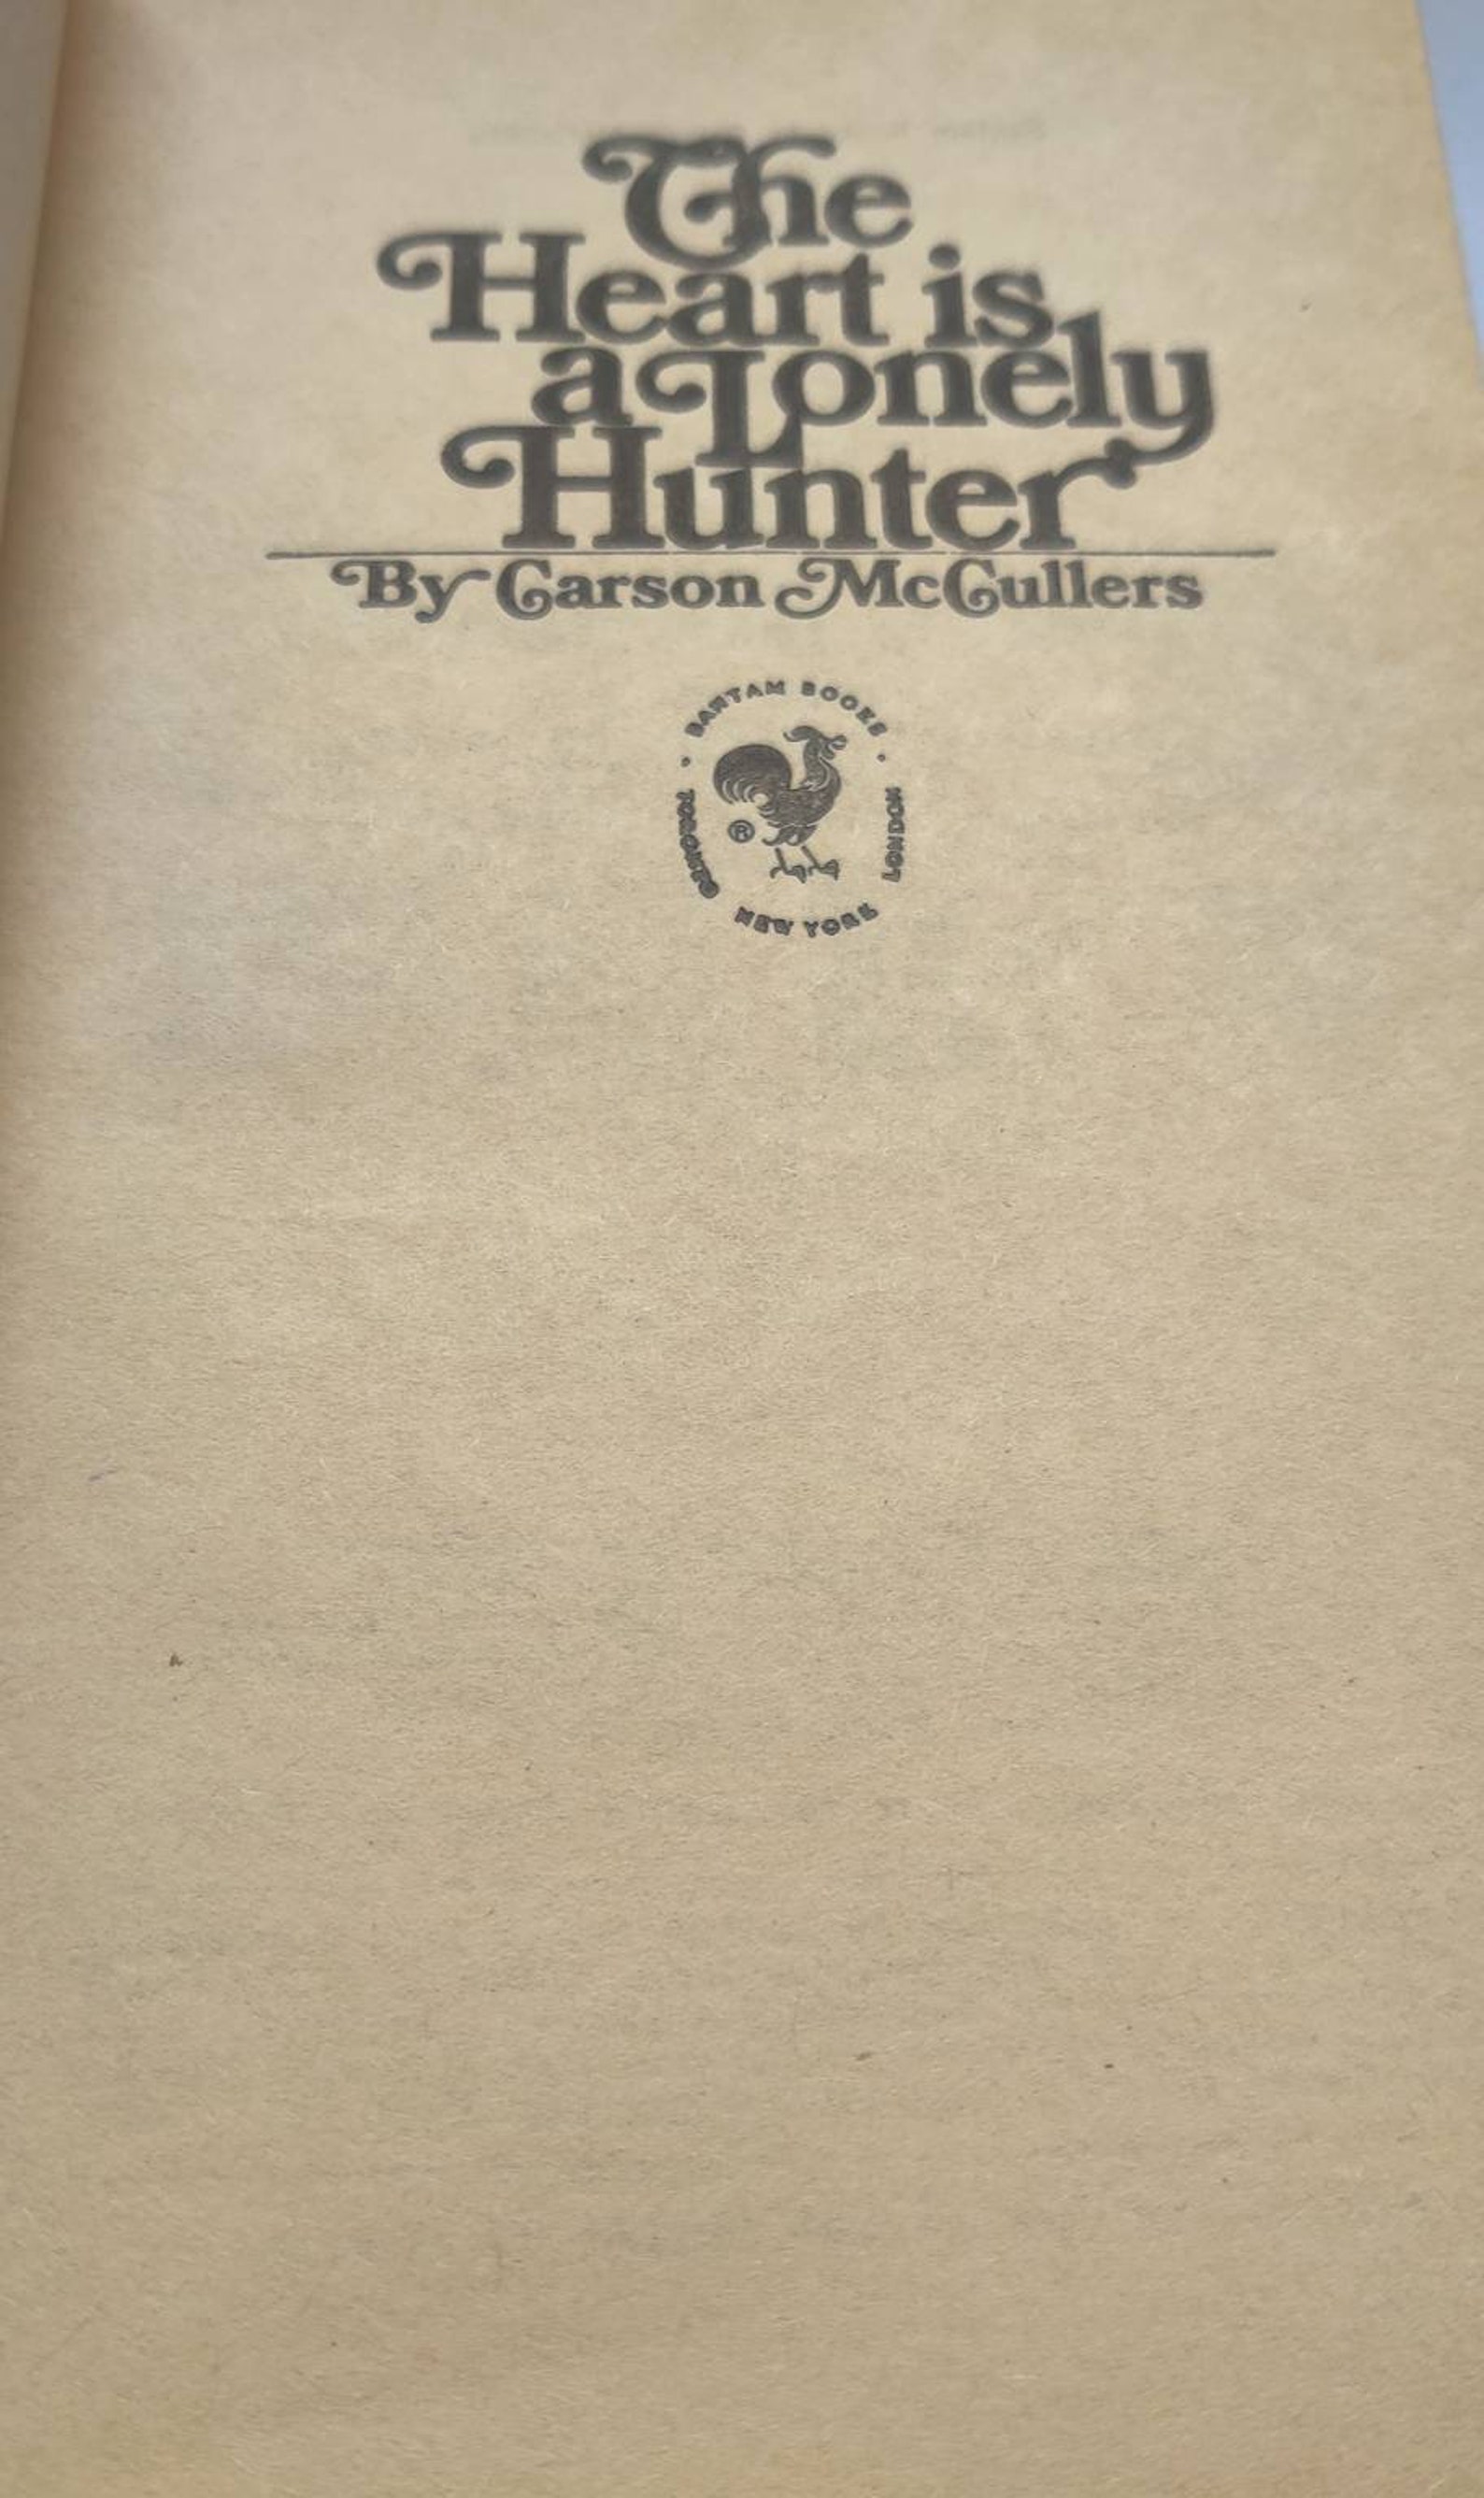 The
Heart is
a Lonely
Hunter
By Carson McCullers
BANTAM BOOKS
TORONTO · NEW YORK · LONDON
®